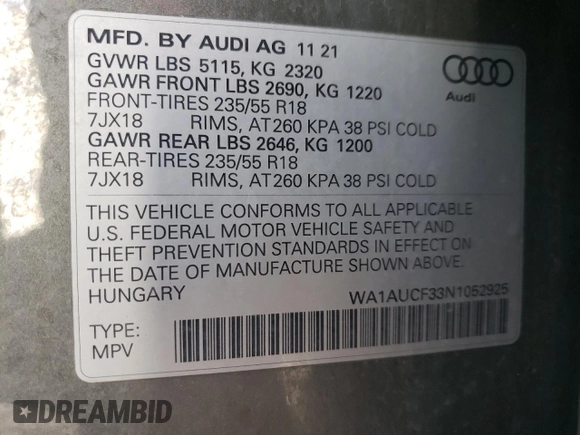 MFD. BY AUDI AG 11 21
GVWR LBS 5115, KG 2320
GAWR FRONT LBS 2690, KG 1220
FRONT-TIRES 235/55 R18
7JX18 RIMS, AT260 KPA 38 PSI COLD
GAWR REAR LBS 2646, KG 1200
REAR-TIRES 235/55 R18
7JX18 RIMS, AT260 KPA 38 PSI COLD
Audi
THIS VEHICLE CONFORMS TO ALL APPLICABLE
U.S. FEDERAL MOTOR VEHICLE SAFETY AND
THEFT PREVENTION STANDARDS IN EFFECT ON
THE DATE OF MANUFACTURE SHOWN ABOVE.
HUNGARY WA1AUCF33N1052925
TYPE:
MPV
DREAMBID